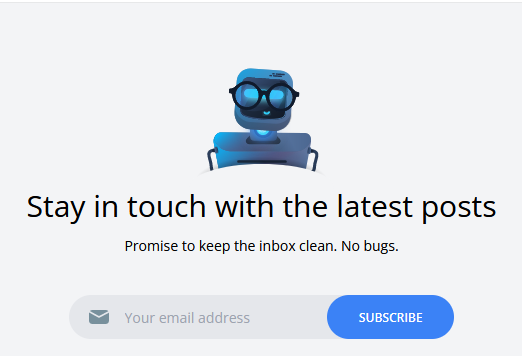 Stay in touch with the latest posts
Promise to keep the inbox clean. No bugs.
Your email address
SUBSCRIBE